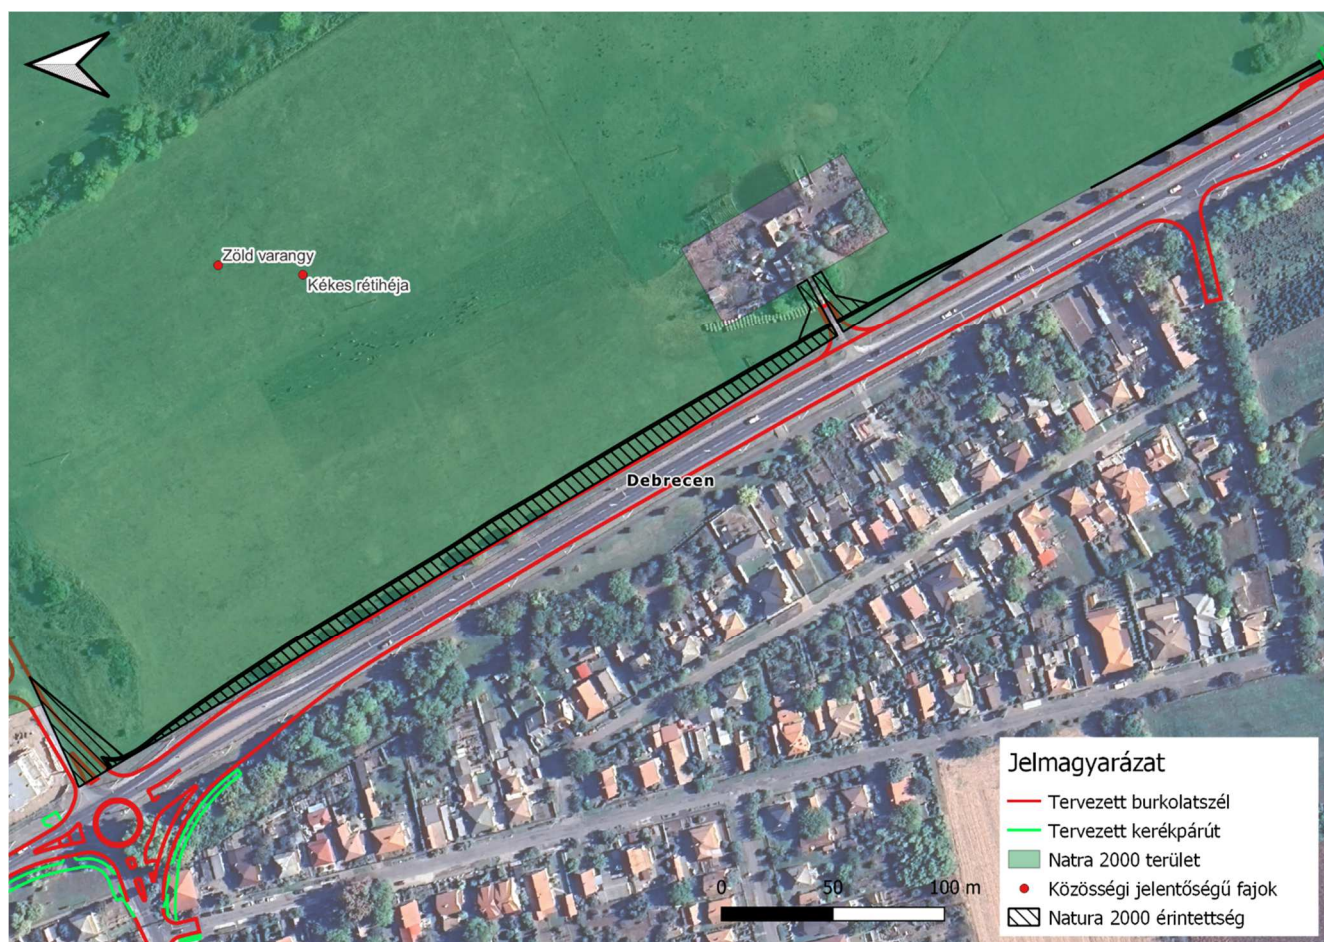 Zöld varangy
Kékes rétihéja
Debrecen
Jelmagyarázat
Tervezett burkolatszél
Tervezett kerékpárút
Natra 2000 terület
Közösségi jelentőségű fajok
Natura 2000 érintettség
0 50 100 m